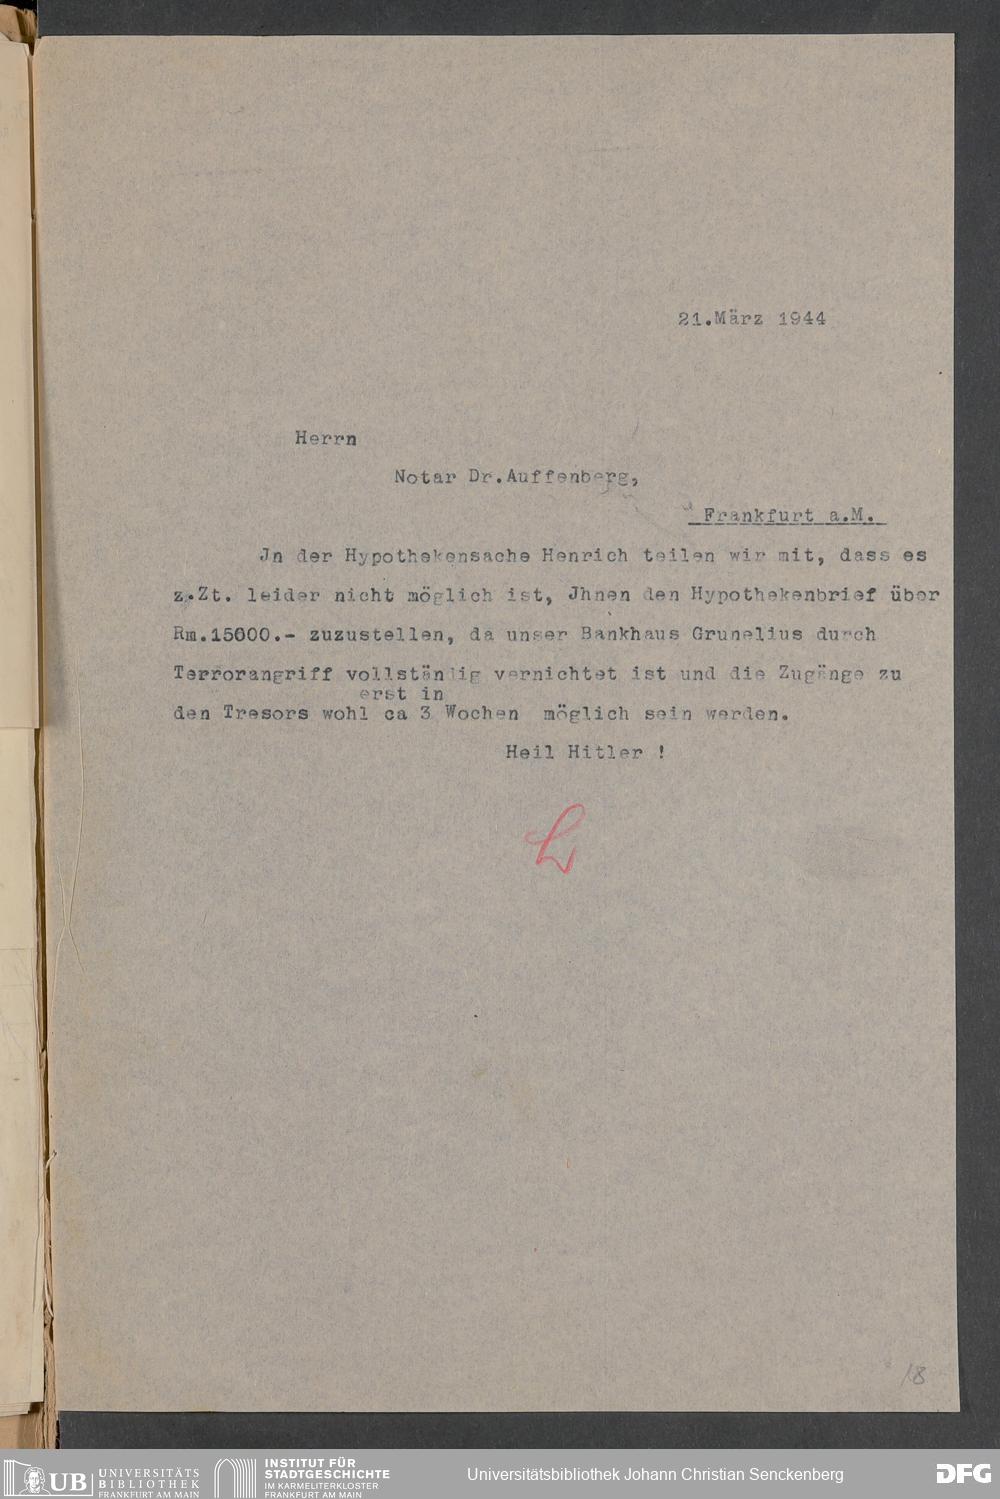 21.März 1944
Herrn
Notar Dr.Auffenberg,
Frankfurt a.M.
Jn der Hypothekensache Henrich teilen wir mit, dass es
z.Zt. leider nicht möglich ist, Jhnen den Hypothekenbrief über
Rm.15000.- zuzustellen, da unser Bankhaus Grunelius durch
Terrorangriff vollständig vernichtet ist und die Zugänge zu
erst in
den Tresors wohl ca 3 Wochen möglich sein werden.
Heil Hitler !
18
UB UNIVERSITÄTS
BIBLIOTHEK
FRANKFURT AM MAIN
INSTITUT FÜR
STADTGESCHICHTE
IM KARMELITERKLOSTER
FRANKFURT AM MAIN
Universitätsbibliothek Johann Christian Senckenberg
DFG